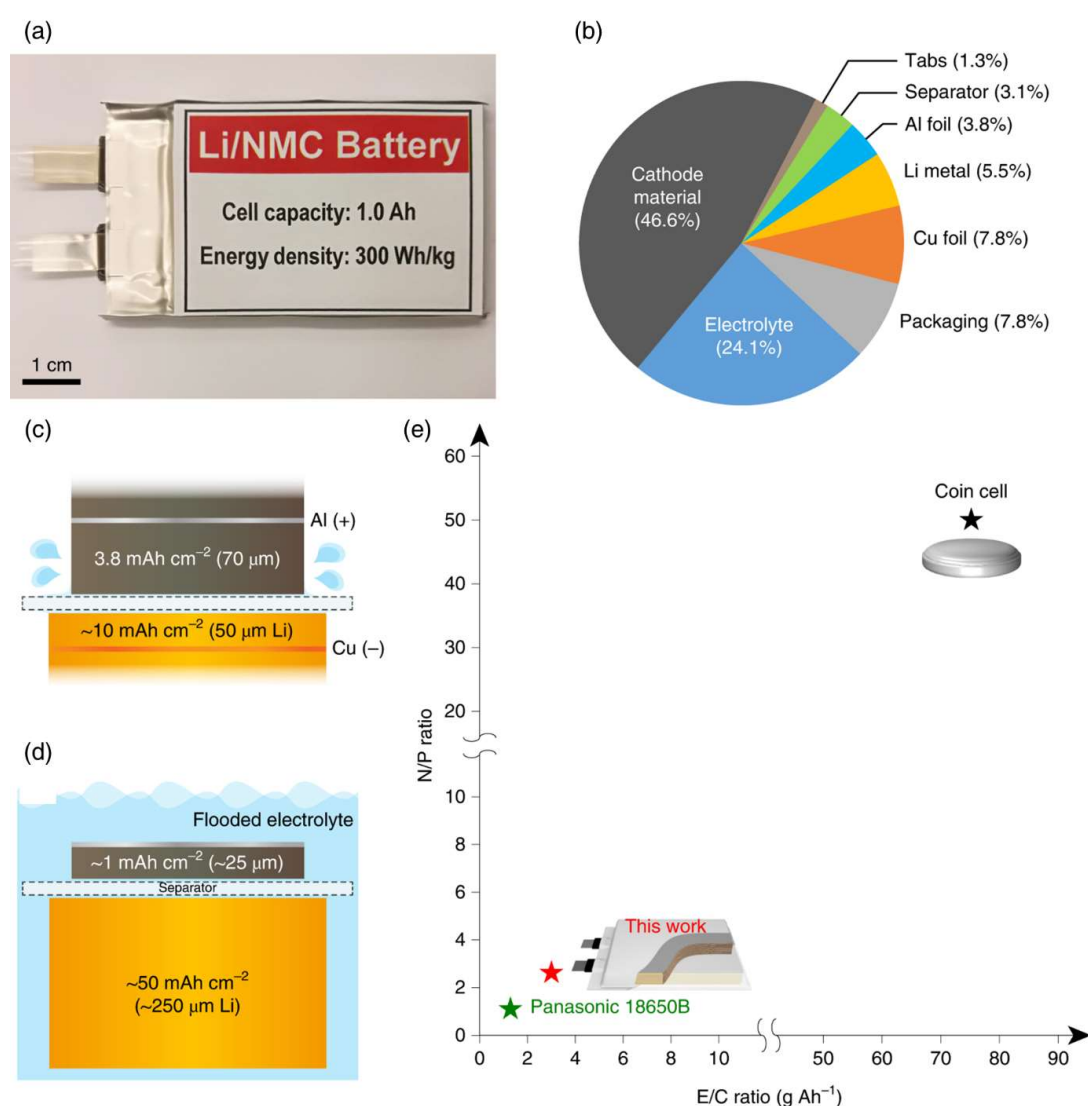 (a)
Li/NMC Battery
Cell capacity: 1.0 Ah
Energy density: 300 Wh/kg
1 cm
(b)
Tabs (1.3%)
Separator (3.1%)
Al foil (3.8%)
Li metal (5.5%)
Cu foil (7.8%)
Packaging (7.8%)
Electrolyte
(24.1%)
Cathode
material
(46.6%)
(c)
Al (+)
3.8 mAh cm⁻² (70 μm)
~10 mAh cm⁻² (50 μm Li)
Cu (–)
(d)
Flooded electrolyte
~1 mAh cm⁻² (~25 μm)
Separator
~50 mAh cm⁻²
(~250 μm Li)
(e)
60
50
40
30
20
10
8
6
4
2
0
N/P ratio
Coin cell
This work
Panasonic 18650B
0 2 4 6 8 10 50 60 70 80 90
E/C ratio (g Ah⁻¹)